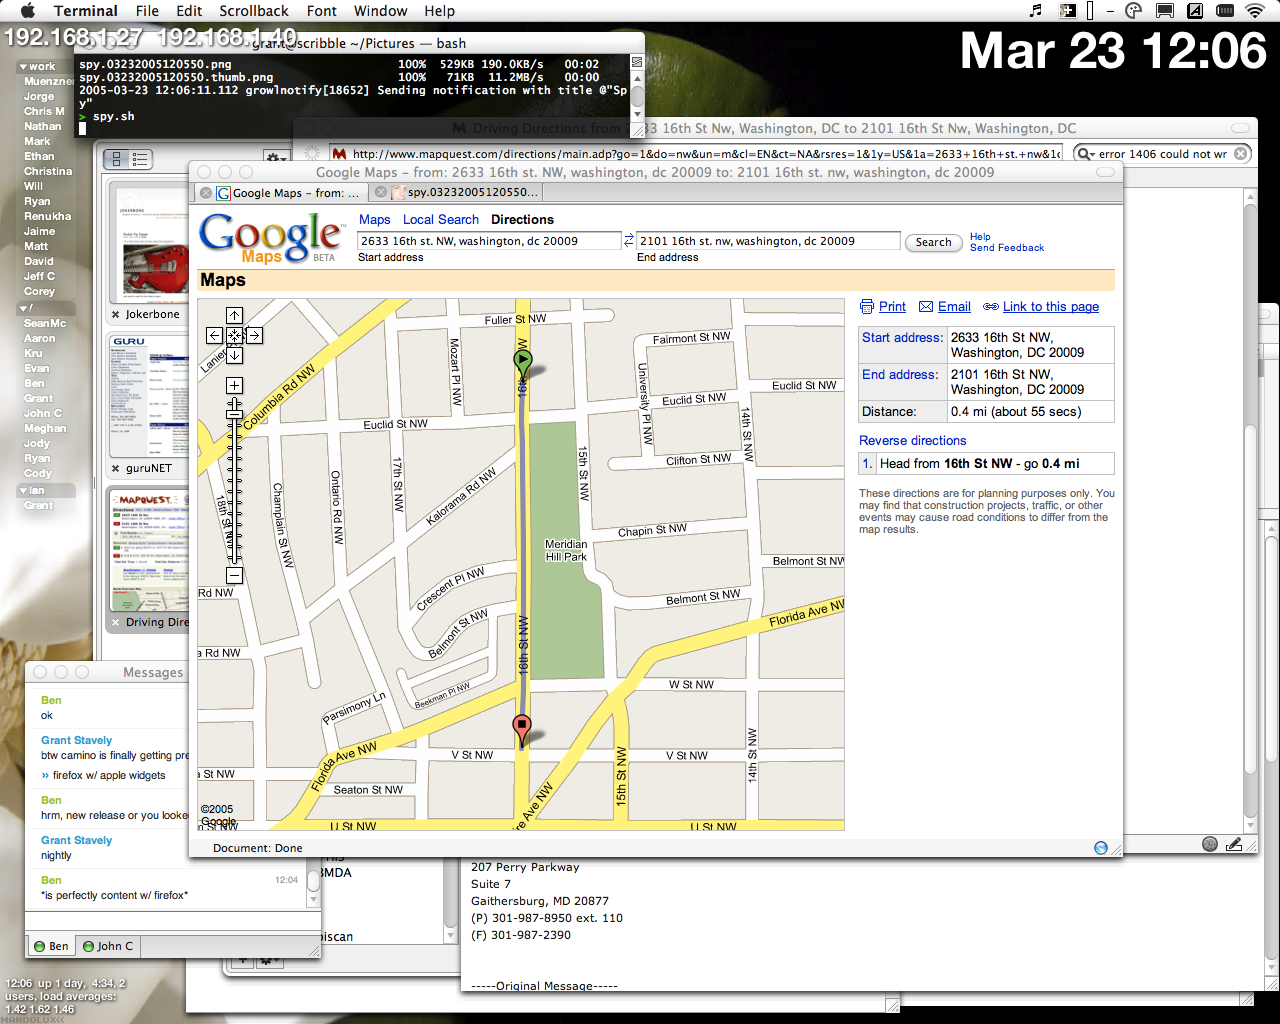 Terminal File Edit Scrollback Font Window Help
192.168.1.27 192.168.1.40
Mar 23 12:06
grant@scribble ~/Pictures — bash
spy.03232005120550.png 100% 529KB 190.0KB/s 00:02
spy.03232005120550.thumb.png 100% 71KB 11.2MB/s 00:00
2005-03-23 12:06:11.112 growlnotify[18652] Sending notification with title @"Sp
y"
> spy.sh
work
Muenzner
Jorge
Chris M
Nathan
Mark
Ethan
Christina
Will
Ryan
Renukha
Jaime
Matt
David
Jeff C
Corey
/
SeanMc
Aaron
Kru
Evan
Ben
Grant
John C
Meghan
Jody
Ryan
Cody
Ian
Grant
Driving Directions from 2633 16th St Nw, Washington, DC to 2101 16th St Nw, Washington, DC
http://www.mapquest.com/directions/main.adp?go=1&do=nw&un=m&cl=EN&ct=NA&rsres=1&1y=US&1a=2633+16th+st.+nw&1c
error 1406 could not wr
Jokerbone
GURU
guruNET
MAPQUEST.
Driving Dire
Google Maps – from: 2633 16th st. NW, washington, dc 20009 to: 2101 16th st. nw, washington, dc 20009
Google Maps – from: ...
spy.03232005120550...
Google Maps BETA
Maps Local Search Directions
2633 16th st. NW, washington, dc 20009
2101 16th st. nw, washington, dc 20009
Search
Help
Send Feedback
Start address
End address
Maps
Print Email Link to this page
Start address: 2633 16th St NW,
Washington, DC 20009
End address: 2101 16th St NW,
Washington, DC 20009
Distance: 0.4 mi (about 55 secs)
Reverse directions
1. Head from 16th St NW - go 0.4 mi
These directions are for planning purposes only. You
may find that construction projects, traffic, or other
events may cause road conditions to differ from the
map results.
Fuller St NW
Fairmont St NW
Lanier
Mozart Pl NW
16th
University Pl NW
Columbia Rd NW
Euclid St NW
Euclid St NW
Euclid St NW
14th St NW
15th St NW
Clifton St NW
17th St NW
Kalorama Rd NW
Ontario Rd NW
Champlain St NW
18th St NW
Chapin St NW
Meridian
Hill Park
Belmont St NW
Crescent Pl NW
Rd NW
Belmont St NW
Florida Ave NW
Belmont St NW
16th St NW
a Rd NW
W St NW
Beekman Pl NW
Parsimony Ln
Florida Ave NW
V St NW
V St NW
14th St NW
15th St NW
a St NW
Seaton St NW
ire Ave NW
©2005
Google
U St NW
U St NW
Document: Done
Messages
Ben
ok
Grant Stavely
btw camino is finally getting pre
» firefox w/ apple widgets
Ben
hrm, new release or you looke
Grant Stavely
nightly
Ben 12:04
*is perfectly content w/ firefox*
Ben John C
BMDA
biscan
207 Perry Parkway
Suite 7
Gaithersburg, MD 20877
(P) 301-987-8950 ext. 110
(F) 301-987-2390
-----Original Message-----
12:06 up 1 day, 4:34, 2
users, load averages:
1.42 1.62 1.46
MANDOLUX<<